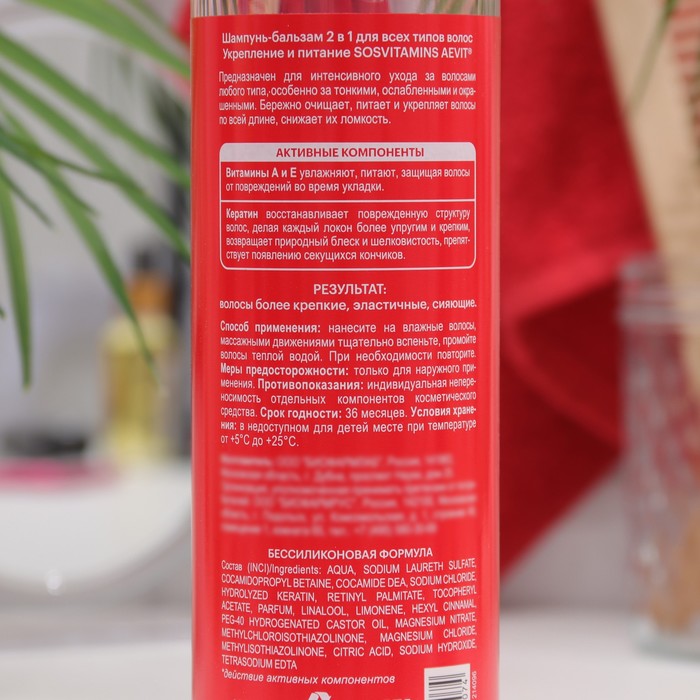 Шампунь-бальзам 2 в 1 для всех типов волос
Укрепление и питание SOSVITAMINS AEVIT®
Предназначен для интенсивного ухода за волосами
любого типа, особенно за тонкими, ослабленными и окра-
шенными. Бережно очищает, питает и укрепляет волосы
по всей длине, снижает их ломкость.
АКТИВНЫЕ КОМПОНЕНТЫ
Витамины А и Е увлажняют, питают, защищая волосы
от повреждений во время укладки.
Кератин восстанавливает поврежденную структуру
волос, делая каждый локон более упругим и крепким,
возвращает природный блеск и шелковистость, препят-
ствует появлению секущихся кончиков.
РЕЗУЛЬТАТ:
волосы более крепкие, эластичные, сияющие.
Способ применения: нанесите на влажные волосы,
массажными движениями тщательно вспеньте, промойте
волосы теплой водой. При необходимости повторите.
Меры предосторожности: только для наружного при-
менения. Противопоказания: индивидуальная непере-
носимость отдельных компонентов косметического
средства. Срок годности: 36 месяцев. Условия хране-
ния: в недоступном для детей месте при температуре
от +5°С до +25°С.
БЕССИЛИКОНОВАЯ ФОРМУЛА
Состав (INCI)/Ingredients: AQUA, SODIUM LAURETH SULFATE,
COCAMIDOPROPYL BETAINE, COCAMIDE DEA, SODIUM CHLORIDE,
HYDROLYZED KERATIN, RETINYL PALMITATE, TOCOPHERYL
ACETATE, PARFUM, LINALOOL, LIMONENE, HEXYL CINNAMAL,
PEG-40 HYDROGENATED CASTOR OIL, MAGNESIUM NITRATE,
METHYLCHLOROISOTHIAZOLINONE, MAGNESIUM CHLORIDE,
METHYLISOTHIAZOLINONE, CITRIC ACID, SODIUM HYDROXIDE,
TETRASODIUM EDTA
*действие активных компонентов